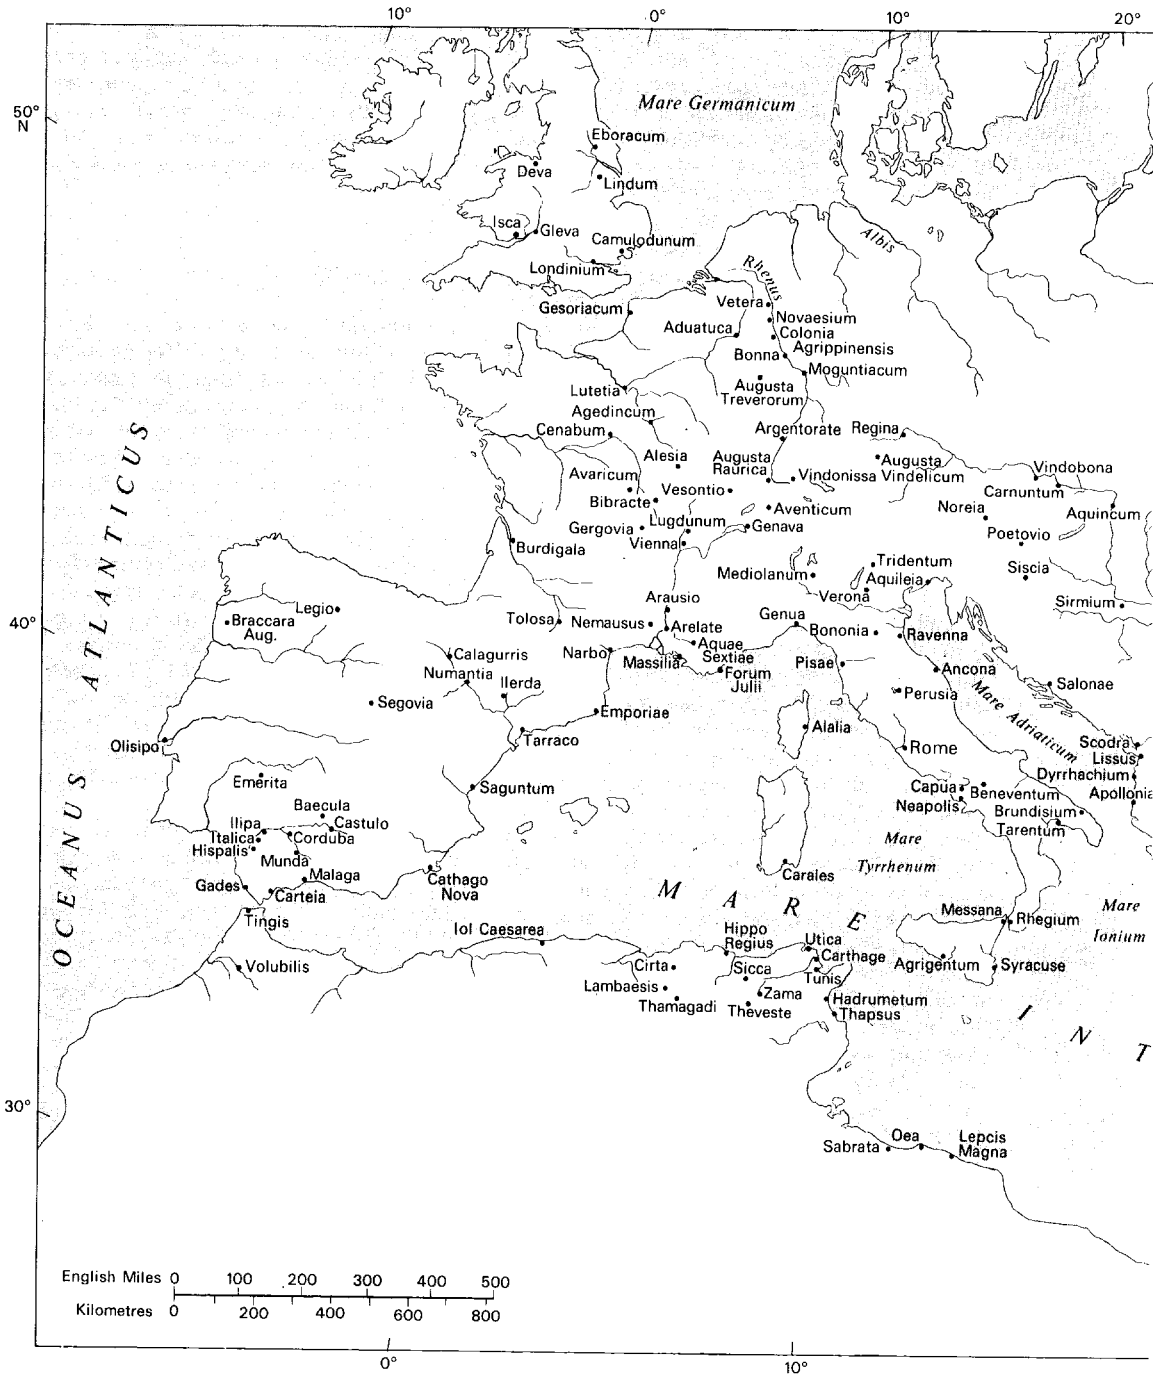 10° 0° 10° 20°
50°
N
Mare Germanicum
Eboracum
Deva
Lindum
Isca
Gleva
Albis
Camulodunum
Londinium
Rhenus
Gesoriacum
Vetera
Novaesium
Aduatuca
Colonia
Agrippinensis
Bonna
Moguntiacum
Lutetia
Augusta
Treverorum
Agedincum
Cenabum
Argentorate
Regina
Alesia
Augusta
Raurica
Augusta
Vindelicum
Vindonissa
Vindobona
Avaricum
Vesontio
Carnuntum
Bibracte
Aventicum
Noreia
Aquincum
Gergovia
Lugdunum
Genava
Poetovio
Vienna
Burdigala
Tridentum
Mediolanum
Aquileia
Siscia
Verona
Sirmium
OCEANUS ATLANTICUS
40°
Legio
Braccara
Aug.
Arausio
Tolosa
Nemausus
Arelate
Genua
Bononia
Ravenna
Calagurris
Narbo
Aquae
Sextiae
Massilia
Forum
Julii
Pisae
Ancona
Numantia
Ilerda
Salonae
Segovia
Perusia
Emporiae
Mare Adriaticum
Olisipo
Tarraco
Alalia
Rome
Scodra
Lissus
Emerita
Saguntum
Dyrrhachium
Capua
Beneventum
Apollonia
Neapolis
Brundisium
Tarentum
Baecula
Castulo
Ilipa
Italica
Corduba
Hispalis
Munda
Mare
Tyrrhenum
Malaga
Cathago
Nova
Carales
Gades
Carteia
Tingis
MARE
Messana
Rhegium
Mare
Ionium
Iol Caesarea
Hippo
Regius
Utica
Carthage
Volubilis
Cirta
Sicca
Tunis
Agrigentum
Syracuse
Lambaesis
Zama
Hadrumetum
Thamagadi
Theveste
Thapsus
I N T
30°
Sabrata
Oea
Lepcis
Magna
English Miles 0 100 200 300 400 500
Kilometres 0 200 400 600 800
0° 10°